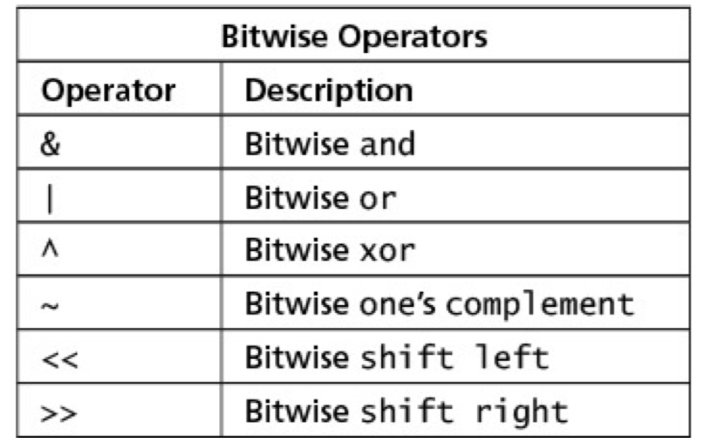 Bitwise Operators
Operator Description
& Bitwise and
| Bitwise or
^ Bitwise xor
~ Bitwise one's complement
<< Bitwise shift left
>> Bitwise shift right